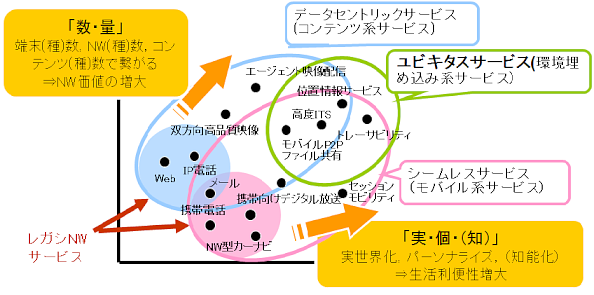 「数・量」
端末(種)数, NW(種)数, コン
テンツ(種)数で繋がる
⇒NW価値の増大
データセントリックサービス
(コンテンツ系サービス)
ユビキタスサービス(環境埋
め込み系サービス)
エージェント映像配信
位置情報サービス
高度ITS
双方向高品質映像
トレーサビリティ
モバイルP2P
ファイル共有
IP電話
Web
シームレスサービス
(モバイル系サービス)
メール
セッション
モビリティ
携帯向けデジタル放送
携帯電話
NW型カーナビ
レガシNW
サービス
「実・個・(知)」
実世界化, パーソナライズ, (知能化)
⇒生活利便性増大